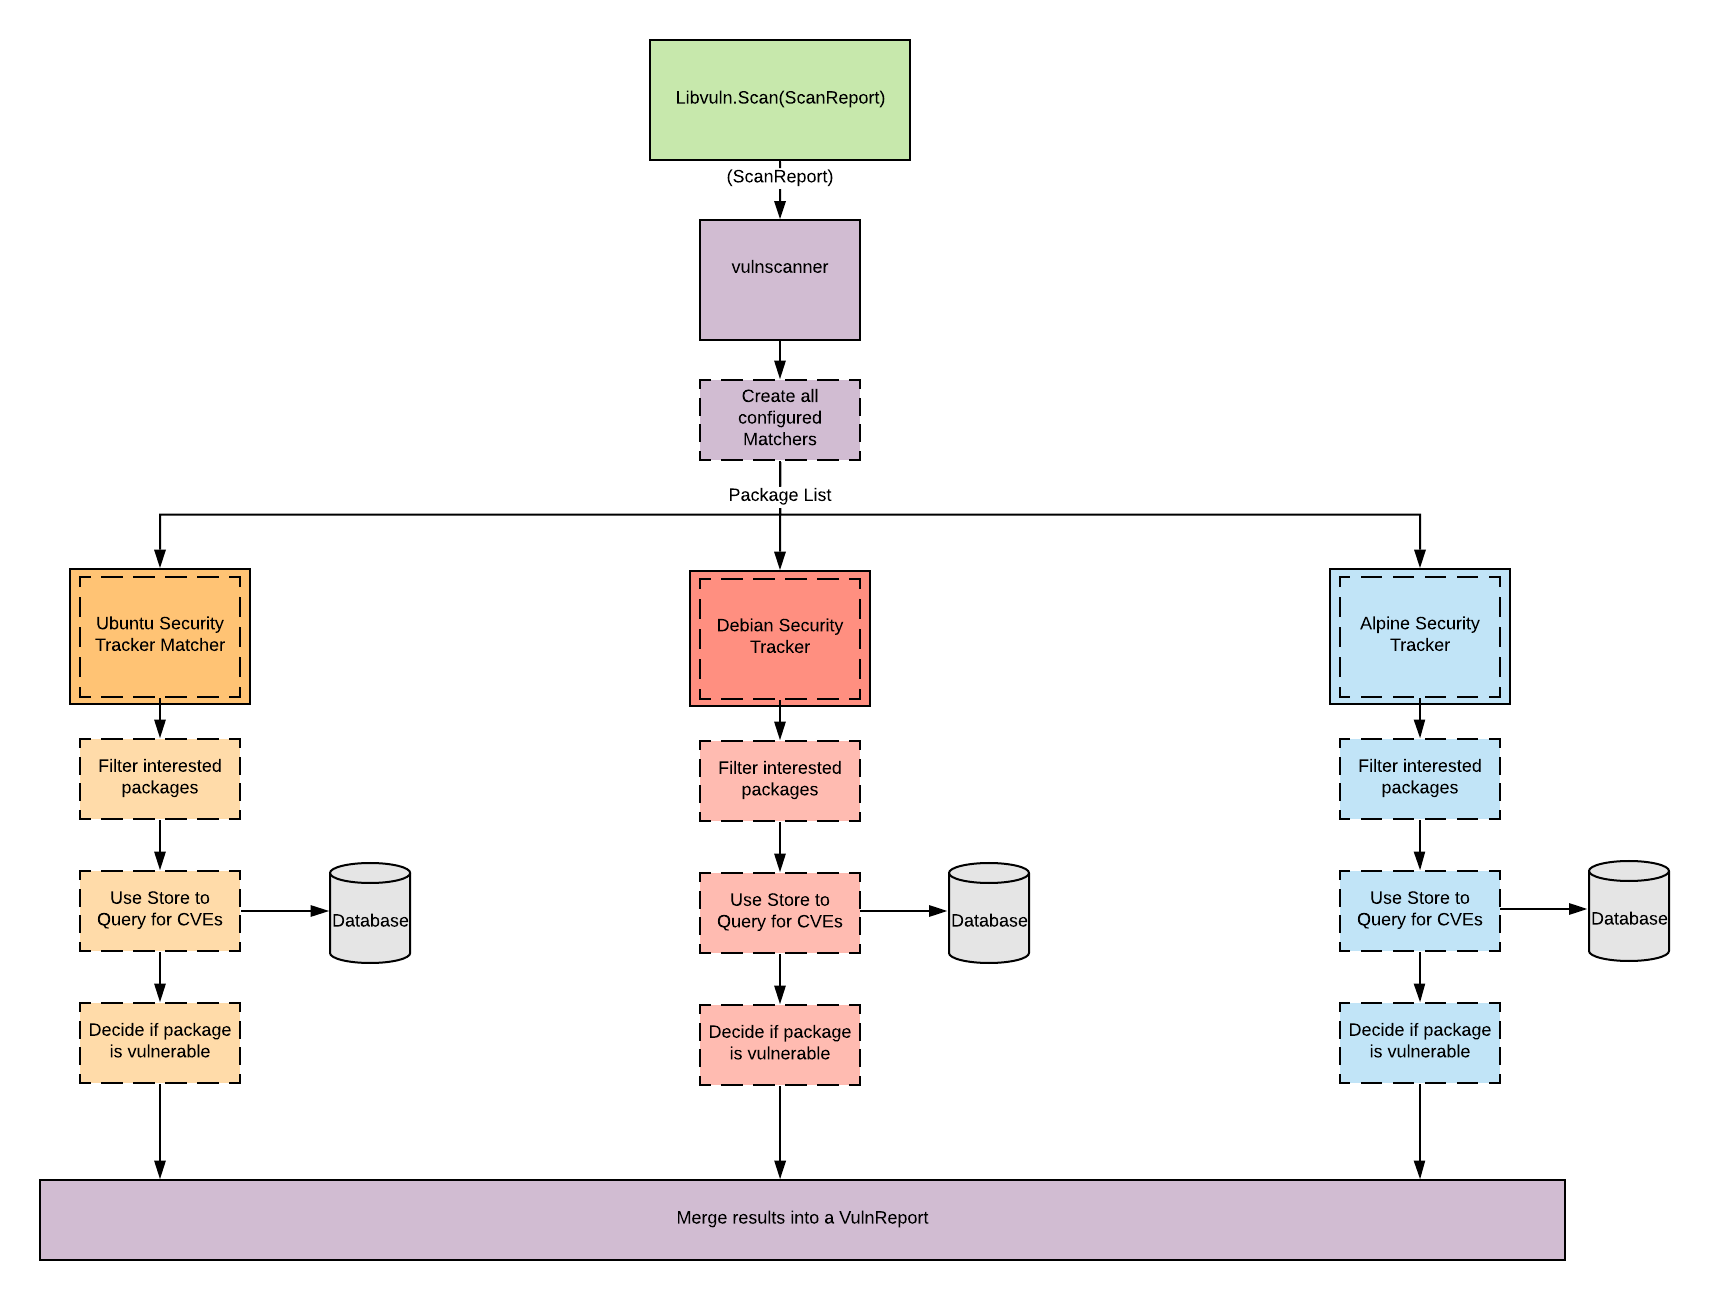 Libvuln.Scan(ScanReport)
(ScanReport)
vulnscanner
Create all
configured
Matchers
Package List
Ubuntu Security
Tracker Matcher
Debian Security
Tracker
Alpine Security
Tracker
Filter interested
packages
Filter interested
packages
Filter interested
packages
Use Store to
Query for CVEs
Database
Use Store to
Query for CVEs
Database
Use Store to
Query for CVEs
Database
Decide if package
is vulnerable
Decide if package
is vulnerable
Decide if package
is vulnerable
Merge results into a VulnReport